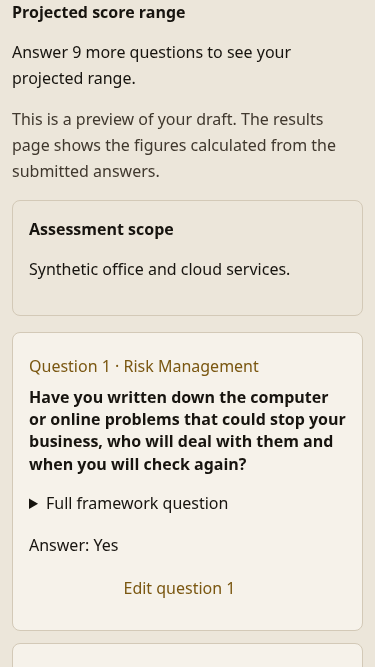 Projected score range
Answer 9 more questions to see your
projected range.
This is a preview of your draft. The results
page shows the figures calculated from the
submitted answers.
Assessment scope
Synthetic office and cloud services.
Question 1 · Risk Management
Have you written down the computer
or online problems that could stop your
business, who will deal with them and
when you will check again?
Full framework question
Answer: Yes
Edit question 1